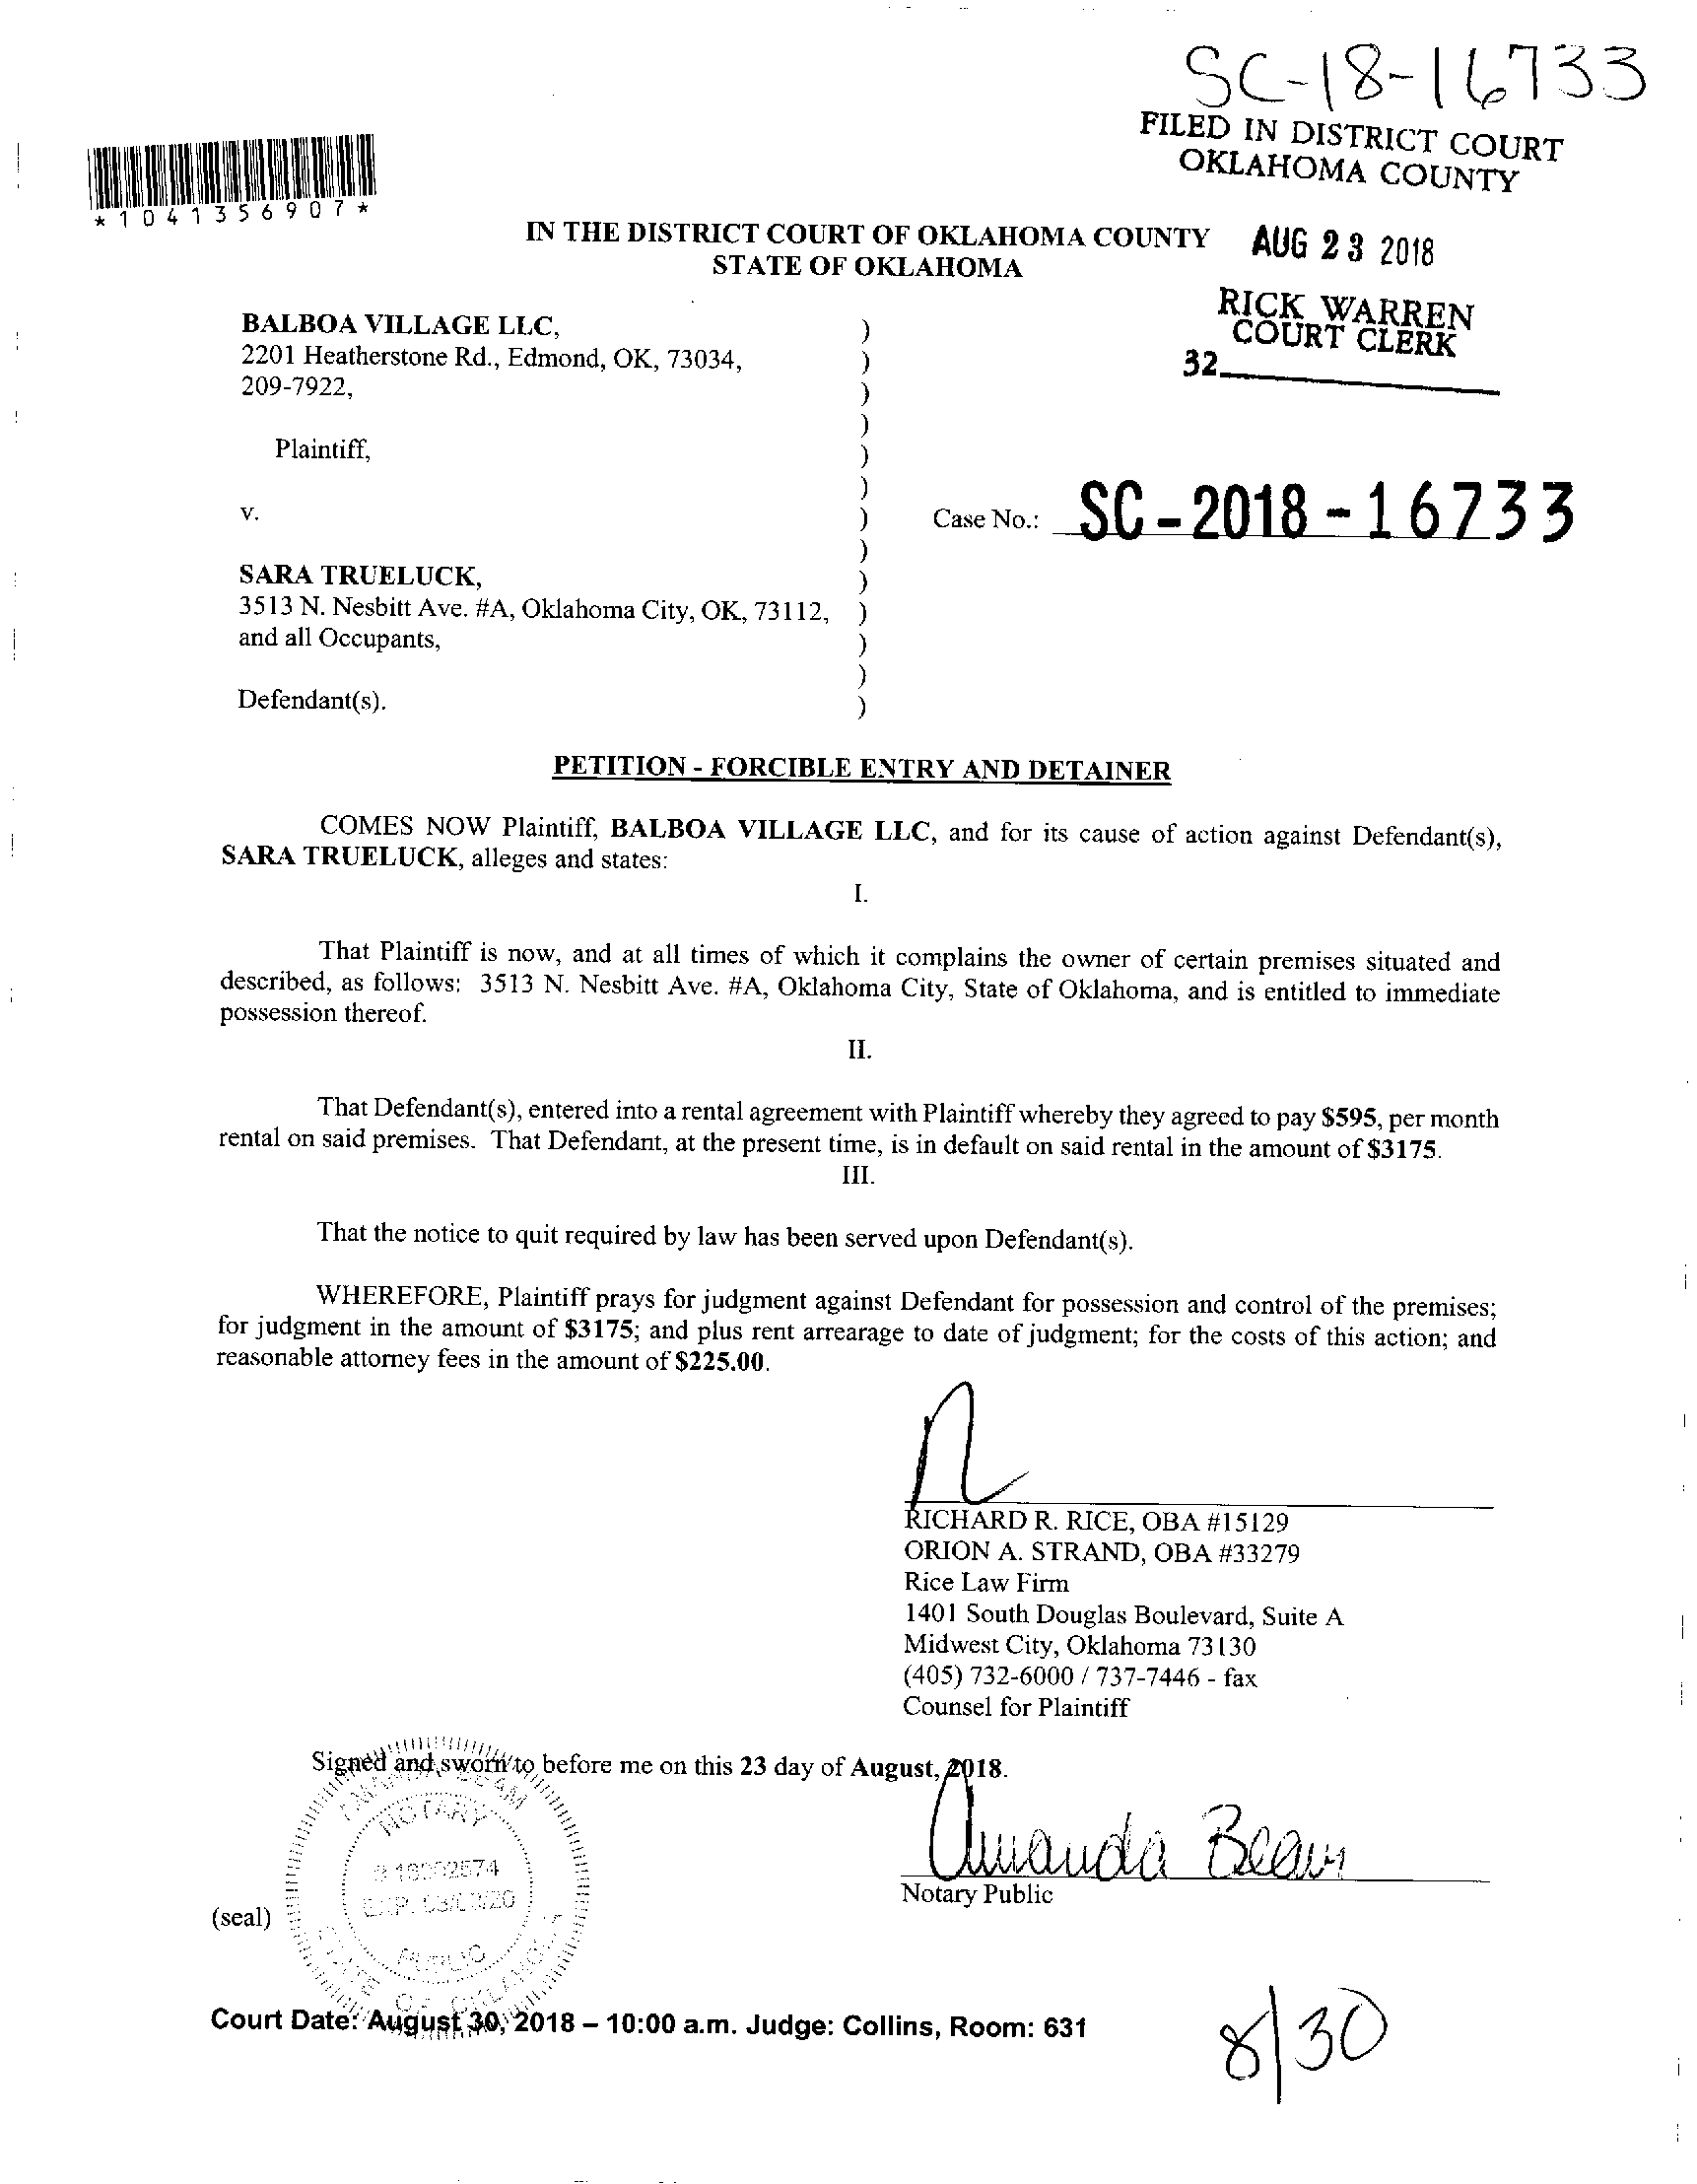 SC-18-16733
FILED IN DISTRICT COURT
OKLAHOMA COUNTY
*1041356907*
IN THE DISTRICT COURT OF OKLAHOMA COUNTY
STATE OF OKLAHOMA
AUG 23 2018
RICK WARREN
COURT CLERK
32
BALBOA VILLAGE LLC, )
2201 Heatherstone Rd., Edmond, OK, 73034, )
209-7922, )
)
Plaintiff, )
)
v. ) Case No.: SC-2018-16733
)
SARA TRUELUCK, )
3513 N. Nesbitt Ave. #A, Oklahoma City, OK, 73112, )
and all Occupants, )
)
Defendant(s). )
PETITION - FORCIBLE ENTRY AND DETAINER
COMES NOW Plaintiff, BALBOA VILLAGE LLC, and for its cause of action against Defendant(s),
SARA TRUELUCK, alleges and states:
I.
That Plaintiff is now, and at all times of which it complains the owner of certain premises situated and
described, as follows: 3513 N. Nesbitt Ave. #A, Oklahoma City, State of Oklahoma, and is entitled to immediate
possession thereof.
II.
That Defendant(s), entered into a rental agreement with Plaintiff whereby they agreed to pay $595, per month
rental on said premises. That Defendant, at the present time, is in default on said rental in the amount of $3175.
III.
That the notice to quit required by law has been served upon Defendant(s).
WHEREFORE, Plaintiff prays for judgment against Defendant for possession and control of the premises;
for judgment in the amount of $3175; and plus rent arrearage to date of judgment; for the costs of this action; and
reasonable attorney fees in the amount of $225.00.
RICHARD R. RICE, OBA #15129
ORION A. STRAND, OBA #33279
Rice Law Firm
1401 South Douglas Boulevard, Suite A
Midwest City, Oklahoma 73130
(405) 732-6000 / 737-7446 - fax
Counsel for Plaintiff
Signed and sworn to before me on this 23 day of August, 2018.
Amanda Beam
Notary Public
NOTARY
PUBLIC
(seal)
Court Date: August 30, 2018 – 10:00 a.m. Judge: Collins, Room: 631
8/30